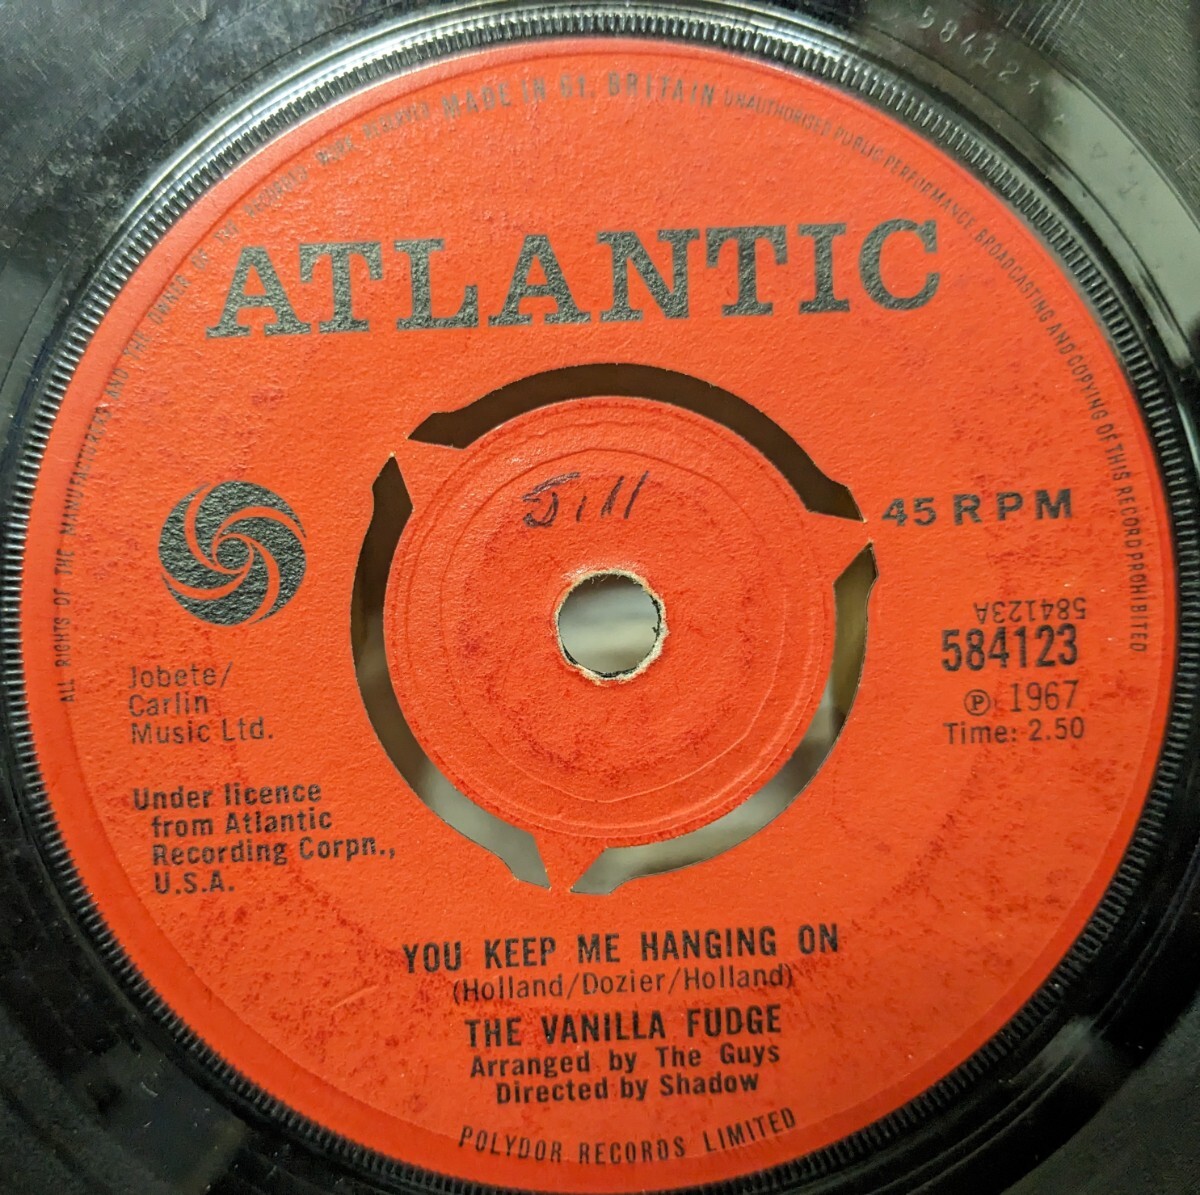 584123
MADE IN Gt. BRITAIN
UNAUTHORISED PUBLIC PERFORMANCE BROADCASTING AND COPYING OF THIS RECORD PROHIBITED
ALL RIGHTS OF THE MANUFACTURERS AND THE OWNER OF THE RECORDED WORK RESERVED
ATLANTIC
Jill
45 RPM
584123A
584123
Ⓟ 1967
Time: 2.50
Jobete/
Carlin
Music Ltd.
Under licence
from Atlantic
Recording Corpn.,
U.S.A.
YOU KEEP ME HANGING ON
(Holland/Dozier/Holland)
THE VANILLA FUDGE
Arranged by The Guys
Directed by Shadow
POLYDOR RECORDS LIMITED